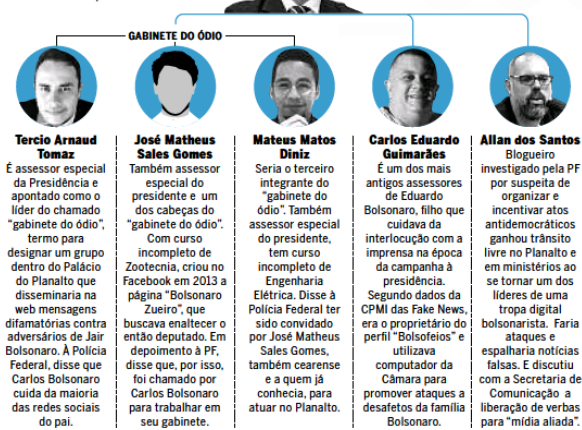 GABINETE DO ÓDIO
Tercio Arnaud
Tomaz
É assessor especial
da Presidência e
apontado como o
líder do chamado
“gabinete do ódio”,
termo para
designar um grupo
dentro do Palácio
do Planalto que
disseminaria na
web mensagens
difamatórias contra
adversários de Jair
Bolsonaro. À Polícia
Federal, disse que
Carlos Bolsonaro
cuida da maioria
das redes sociais
do pai.
José Matheus
Sales Gomes
Também assessor
especial do
presidente e um
dos cabeças do
“gabinete do ódio”.
Com curso
incompleto de
Zootecnia, criou no
Facebook em 2013 a
página “Bolsonaro
Zueiro”, que
buscava enaltecer o
então deputado. Em
depoimento à PF,
disse que, por isso,
foi chamado por
Carlos Bolsonaro
para trabalhar em
seu gabinete.
Mateus Matos
Diniz
Seria o terceiro
integrante do
“gabinete do
ódio”. Também
assessor especial
do presidente,
tem curso
incompleto de
Engenharia
Elétrica. Disse à
Polícia Federal ter
sido convidado
por José Matheus
Sales Gomes,
também cearense
e a quem já
conhecia, para
atuar no Planalto.
Carlos Eduardo
Guimarães
É um dos mais
antigos assessores
de Eduardo
Bolsonaro, filho que
cuidava da
interlocução com a
imprensa na época
da campanha à
presidência.
Segundo dados da
CPMI das Fake News,
era o proprietário do
perfil “Bolsofeios” e
utilizava
computador da
Câmara para
promover ataques a
desafetos da família
Bolsonaro.
Allan dos Santos
Blogueiro
investigado pela PF
por suspeita de
organizar e
incentivar atos
antidemocráticos
ganhou trânsito
livre no Planalto e
em ministérios ao
se tornar um dos
líderes de uma
tropa digital
bolsonarista. Faria
ataques e
espalharia notícias
falsas. E discutiu
com a Secretaria de
Comunicação a
liberação de verbas
para “mídia aliada”.